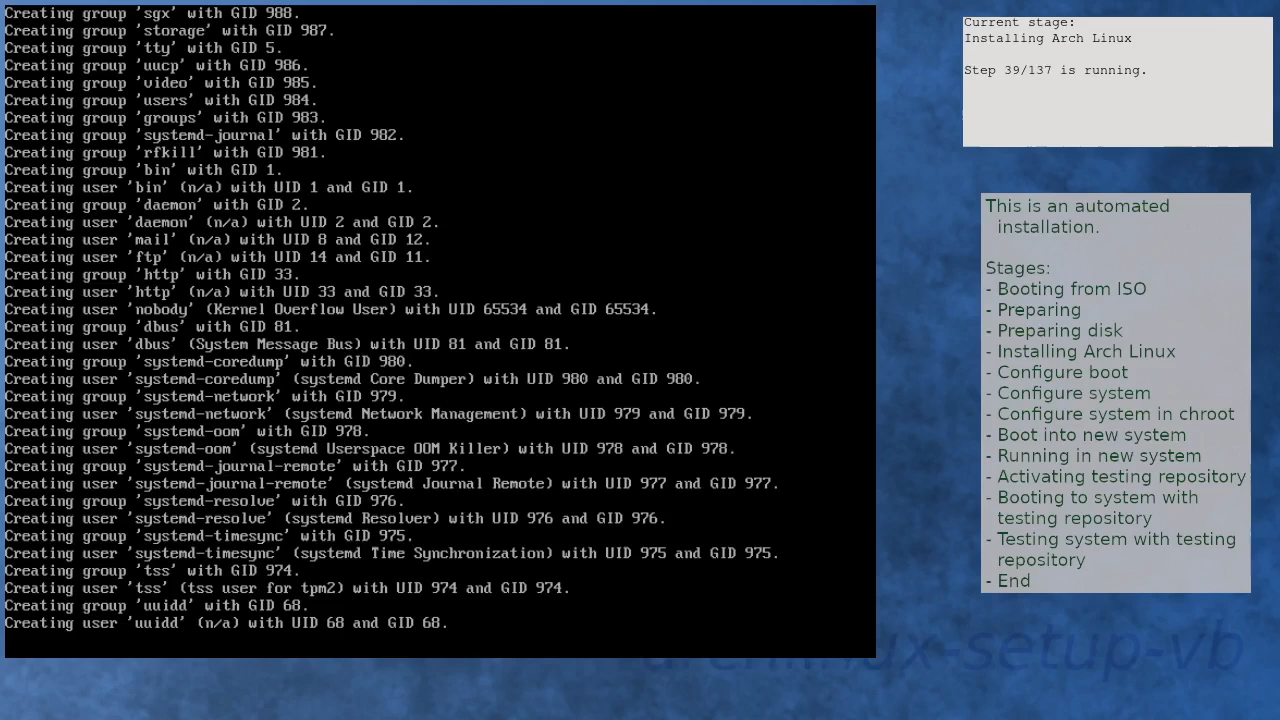 Creating group 'sgx' with GID 988.
Creating group 'storage' with GID 987.
Creating group 'tty' with GID 5.
Creating group 'uucp' with GID 986.
Creating group 'video' with GID 985.
Creating group 'users' with GID 984.
Creating group 'groups' with GID 983.
Creating group 'systemd-journal' with GID 982.
Creating group 'rfkill' with GID 981.
Creating group 'bin' with GID 1.
Creating user 'bin' (n/a) with UID 1 and GID 1.
Creating group 'daemon' with GID 2.
Creating user 'daemon' (n/a) with UID 2 and GID 2.
Creating user 'mail' (n/a) with UID 8 and GID 12.
Creating user 'ftp' (n/a) with UID 14 and GID 11.
Creating group 'http' with GID 33.
Creating user 'http' (n/a) with UID 33 and GID 33.
Creating user 'nobody' (Kernel Overflow User) with UID 65534 and GID 65534.
Creating group 'dbus' with GID 81.
Creating user 'dbus' (System Message Bus) with UID 81 and GID 81.
Creating group 'systemd-coredump' with GID 980.
Creating user 'systemd-coredump' (systemd Core Dumper) with UID 980 and GID 980.
Creating group 'systemd-network' with GID 979.
Creating user 'systemd-network' (systemd Network Management) with UID 979 and GID 979.
Creating group 'systemd-oom' with GID 978.
Creating user 'systemd-oom' (systemd Userspace OOM Killer) with UID 978 and GID 978.
Creating group 'systemd-journal-remote' with GID 977.
Creating user 'systemd-journal-remote' (systemd Journal Remote) with UID 977 and GID 977.
Creating group 'systemd-resolve' with GID 976.
Creating user 'systemd-resolve' (systemd Resolver) with UID 976 and GID 976.
Creating group 'systemd-timesync' with GID 975.
Creating user 'systemd-timesync' (systemd Time Synchronization) with UID 975 and GID 975.
Creating group 'tss' with GID 974.
Creating user 'tss' (tss user for tpm2) with UID 974 and GID 974.
Creating group 'uuidd' with GID 68.
Creating user 'uuidd' (n/a) with UID 68 and GID 68.
Current stage:
Installing Arch Linux
Step 39/137 is running.
This is an automated
installation.
Stages:
- Booting from ISO
- Preparing
- Preparing disk
- Installing Arch Linux
- Configure boot
- Configure system
- Configure system in chroot
- Boot into new system
- Running in new system
- Activating testing repository
- Booting to system with
testing repository
- Testing system with testing
repository
- End
archlinux-setup-vb